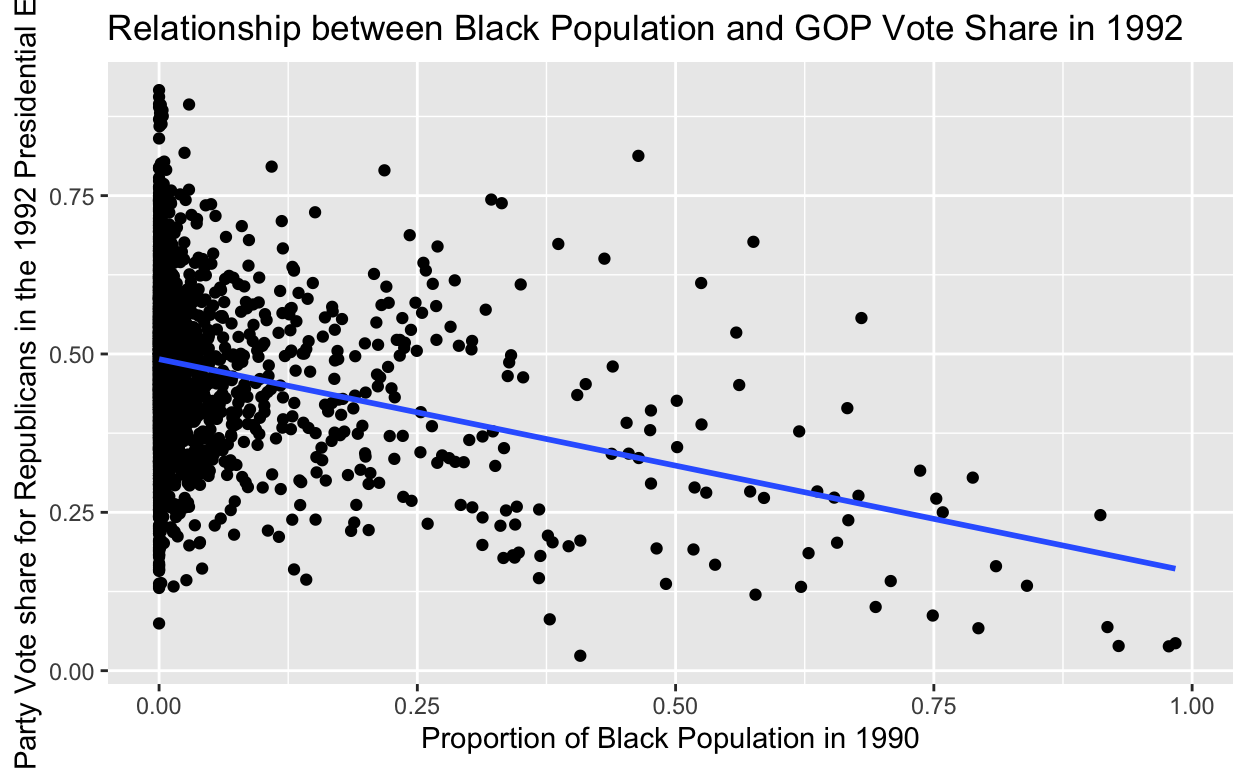 Relationship between Black Population and GOP Vote Share in 1992
Party Vote share for Republicans in the 1992 Presidential
0.75
0.50
0.25
0.00
0.00 0.25 0.50 0.75 1.00
Proportion of Black Population in 1990